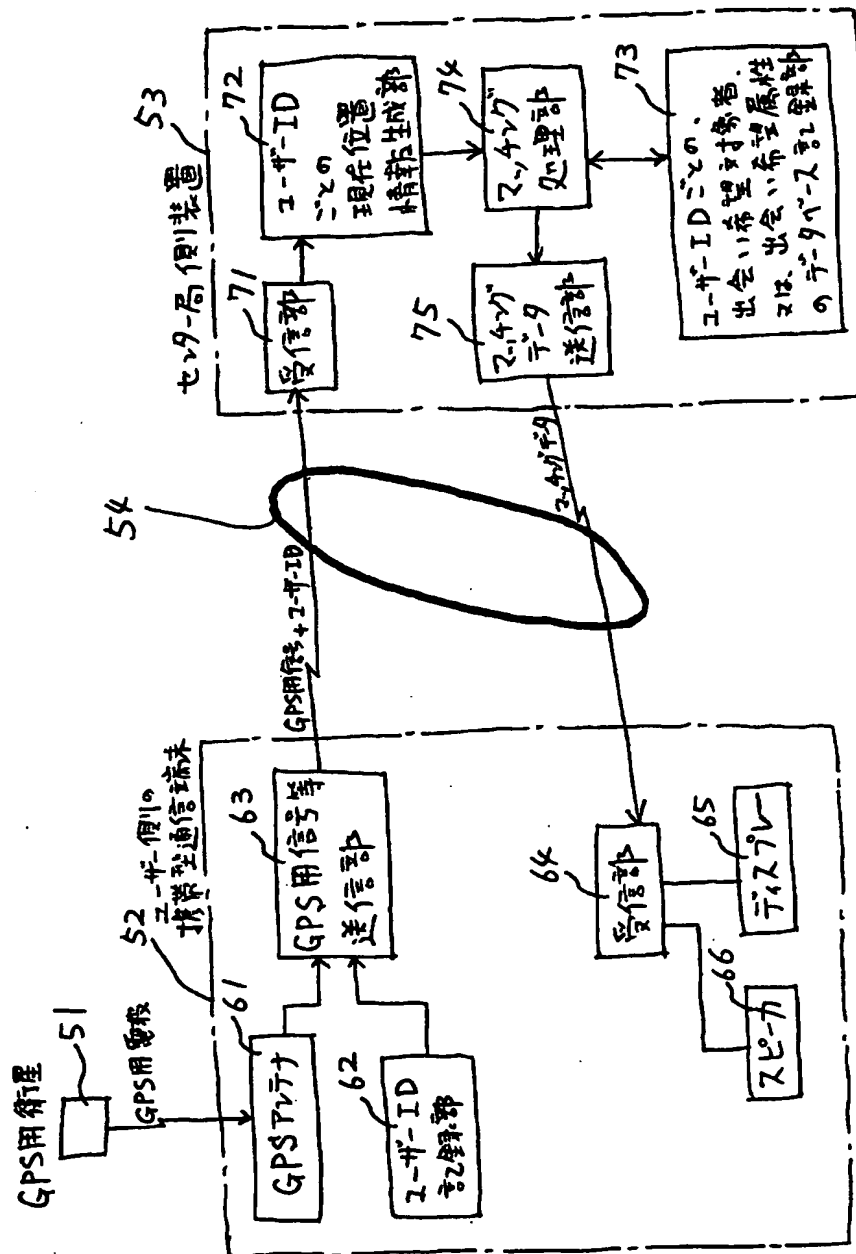 GPS用衛星
51
GPS用電波
52
ユーザー側の
携帯型通信端末
61
GPSアンテナ
62
ユーザーID
記録部
63
GPS用信号等
送信部
64
受信部
65
ディスプレー
66
スピーカ
GPS用信号+ユーザーID
54
マッチングデータ
センター局側装置
53
71
受信部
72
ユーザーID
ごとの
現在位置
情報生成部
74
マッチング
処理部
75
マッチング
データ
送信部
73
ユーザーIDごとの、
出会い希望対象者、
又は、出会い希望属性
のデータベース記録部